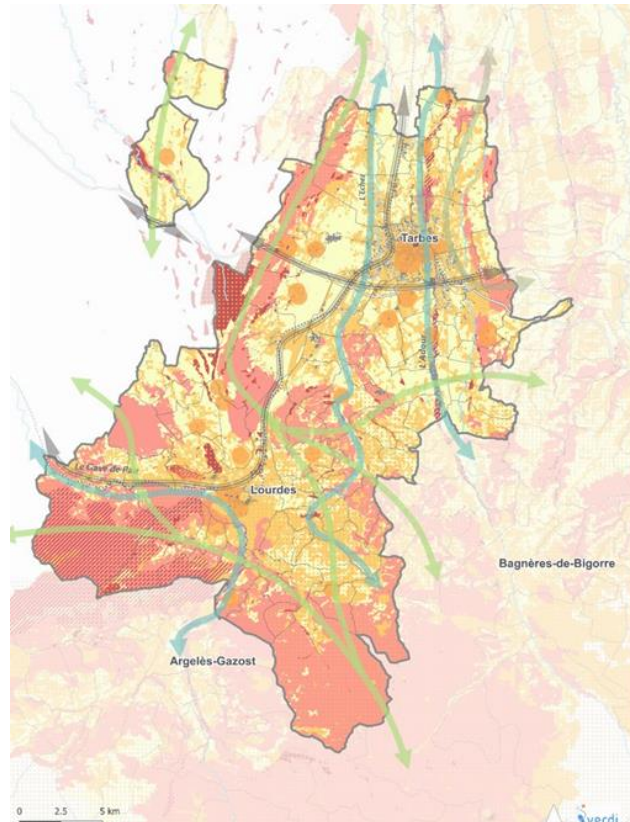 L'Echez
Tarbes
L'Adour
Le Gave de Pau
Lourdes
Bagnères-de-Bigorre
Argelès-Gazost
0 2.5 5 km
verdi